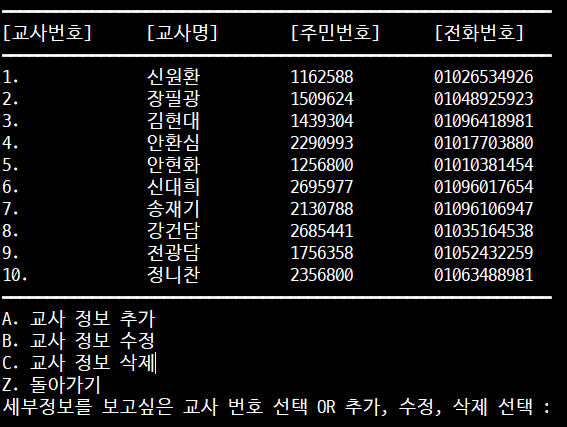 [교사번호] [교사명] [주민번호] [전화번호]
1. 신원환 1162588 01026534926
2. 장필광 1509624 01048925923
3. 김현대 1439304 01096418981
4. 안환심 2290993 01017703880
5. 안현화 1256800 01010381454
6. 신대희 2695977 01096017654
7. 송재기 2130788 01096106947
8. 강건담 2685441 01035164538
9. 전광담 1756358 01052432259
10. 정니찬 2356800 01063488981
A. 교사 정보 추가
B. 교사 정보 수정
C. 교사 정보 삭제
Z. 돌아가기
세부정보를 보고싶은 교사 번호 선택 OR 추가, 수정, 삭제 선택 :